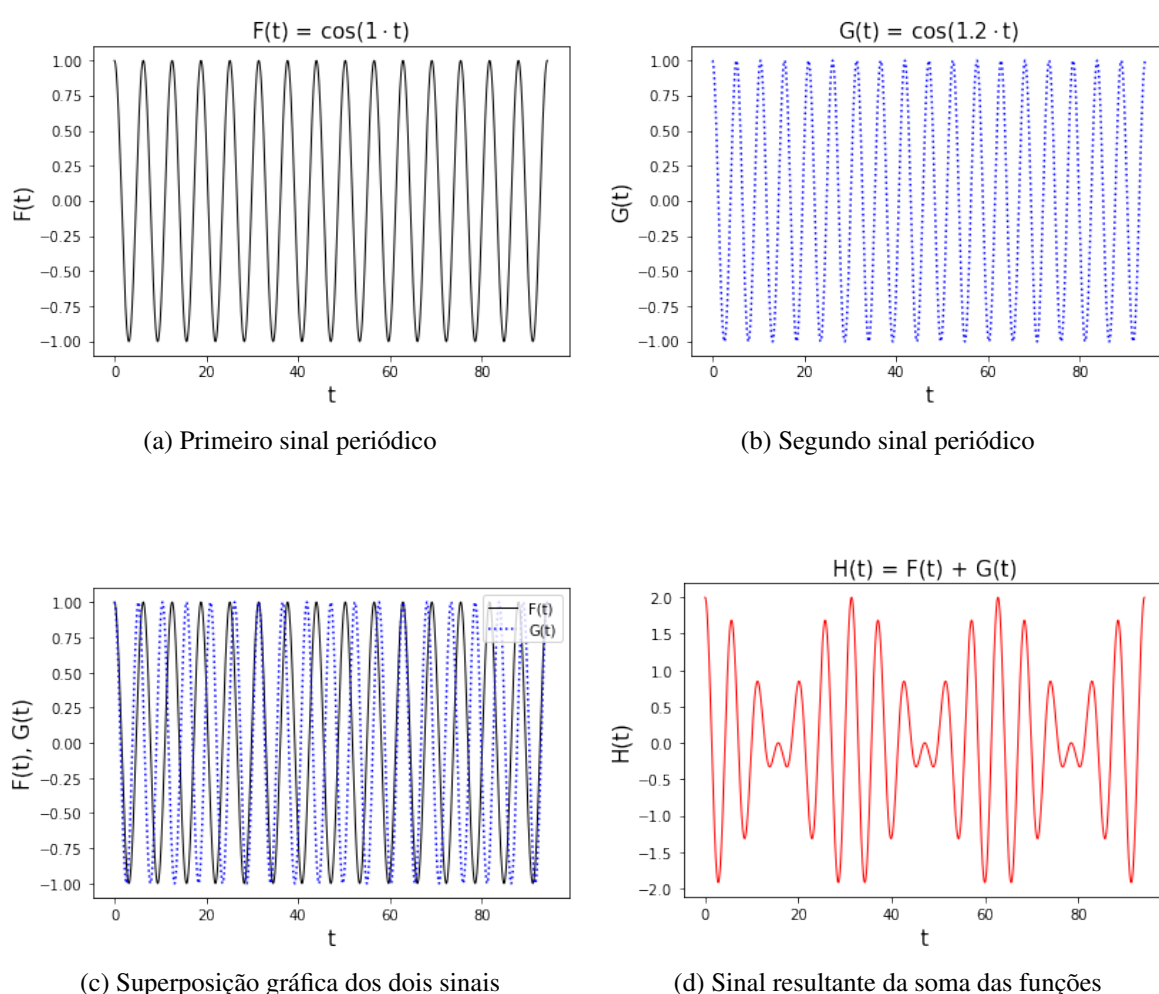 F(t) = cos(1 · t)
F(t)
1.00
0.75
0.50
0.25
0.00
−0.25
−0.50
−0.75
−1.00
0 20 40 60 80
t
(a) Primeiro sinal periódico
G(t) = cos(1.2 · t)
G(t)
1.00
0.75
0.50
0.25
0.00
−0.25
−0.50
−0.75
−1.00
0 20 40 60 80
t
(b) Segundo sinal periódico
F(t), G(t)
1.00
0.75
0.50
0.25
0.00
−0.25
−0.50
−0.75
−1.00
F(t)
G(t)
0 20 40 60 80
t
(c) Superposição gráfica dos dois sinais
H(t) = F(t) + G(t)
H(t)
2.0
1.5
1.0
0.5
0.0
−0.5
−1.0
−1.5
−2.0
0 20 40 60 80
t
(d) Sinal resultante da soma das funções